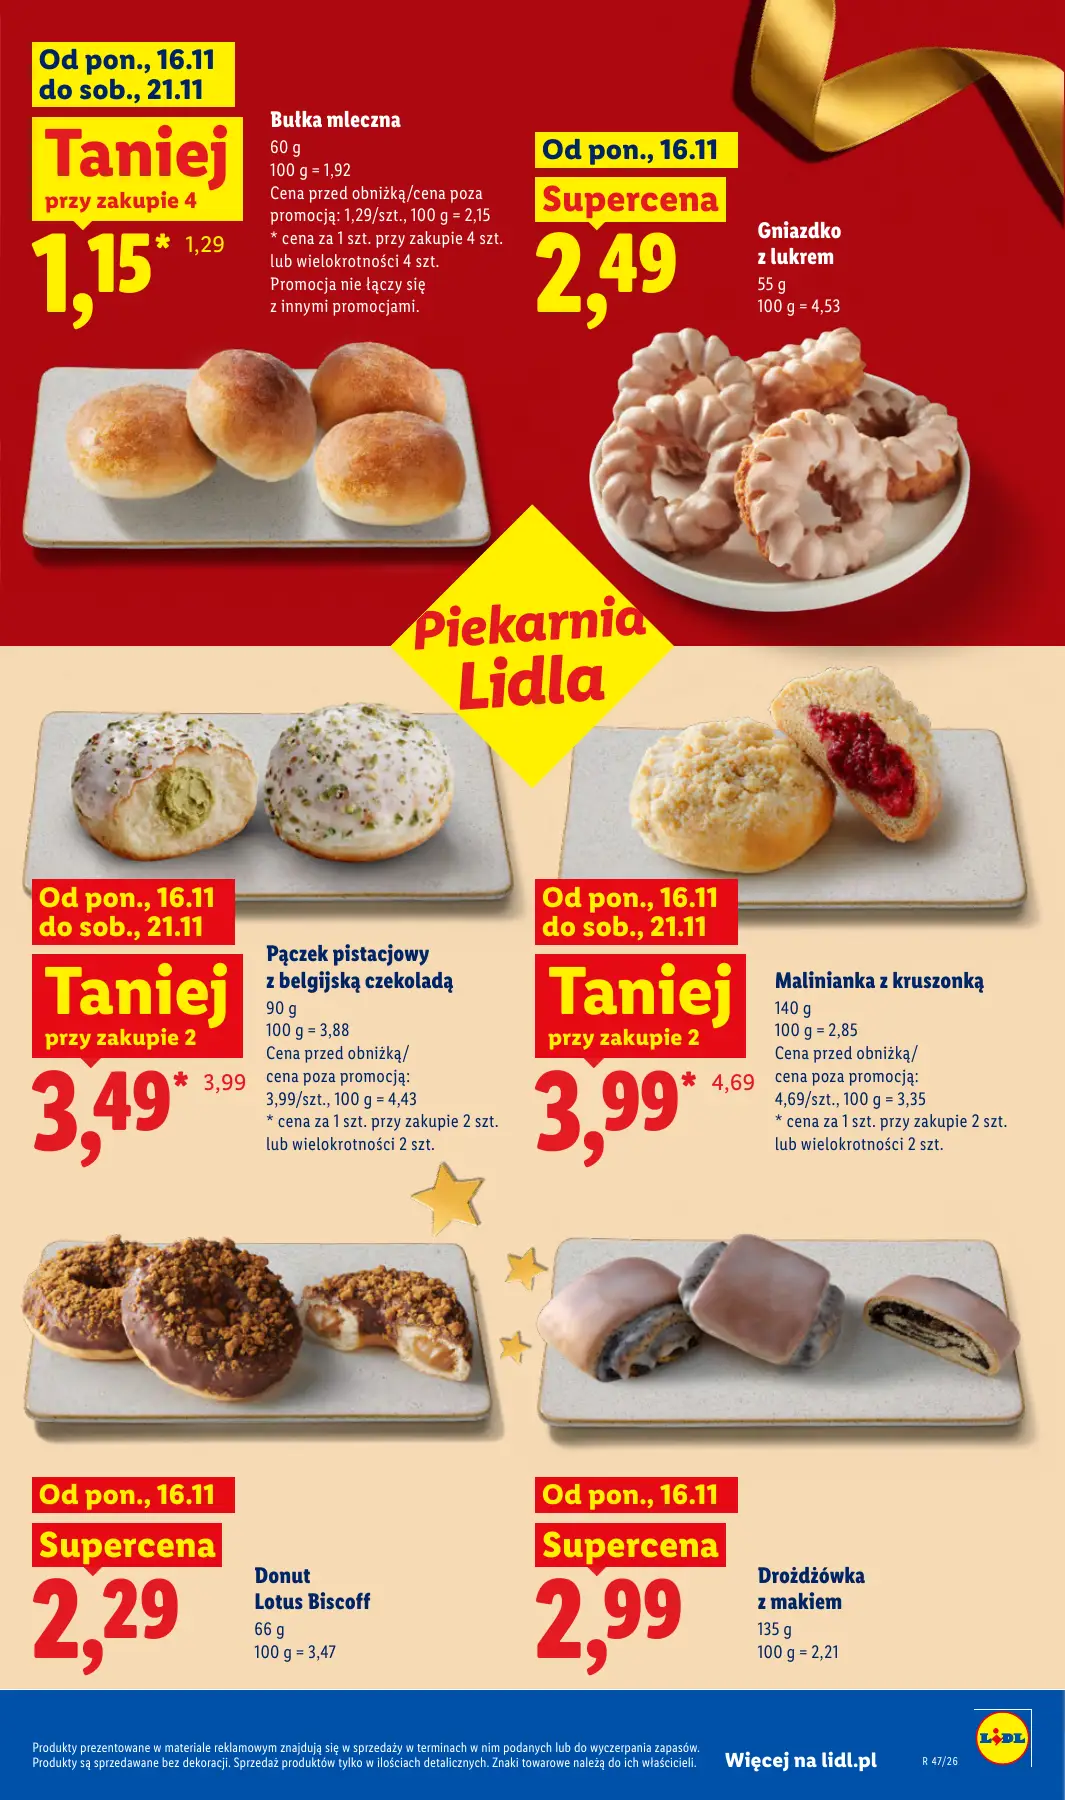 Od pon., 16.11
do sob., 21.11
Taniej
przy zakupie 4
1,15* 1,29
Bułka mleczna
60 g
100 g = 1,92
Cena przed obniżką/cena poza
promocją: 1,29/szt., 100 g = 2,15
* cena za 1 szt. przy zakupie 4 szt.
lub wielokrotności 4 szt.
Promocja nie łączy się
z innymi promocjami.
Od pon., 16.11
Supercena
2,49
Gniazdko
z lukrem
55 g
100 g = 4,53
Piekarnia
Lidla
Od pon., 16.11
do sob., 21.11
Taniej
przy zakupie 2
3,49* 3,99
Pączek pistacjowy
z belgijską czekoladą
90 g
100 g = 3,88
Cena przed obniżką/
cena poza promocją:
3,99/szt., 100 g = 4,43
* cena za 1 szt. przy zakupie 2 szt.
lub wielokrotności 2 szt.
Od pon., 16.11
do sob., 21.11
Taniej
przy zakupie 2
3,99* 4,69
Malinianka z kruszonką
140 g
100 g = 2,85
Cena przed obniżką/
cena poza promocją:
4,69/szt., 100 g = 3,35
* cena za 1 szt. przy zakupie 2 szt.
lub wielokrotności 2 szt.
Od pon., 16.11
Supercena
2,29
Donut
Lotus Biscoff
66 g
100 g = 3,47
Od pon., 16.11
Supercena
2,99
Drożdżówka
z makiem
135 g
100 g = 2,21
Produkty prezentowane w materiale reklamowym znajdują się w sprzedaży w terminach w nim podanych lub do wyczerpania zapasów.
Produkty są sprzedawane bez dekoracji. Sprzedaż produktów tylko w ilościach detalicznych. Znaki towarowe należą do ich właścicieli.
Więcej na lidl.pl
R 47/26
LIDL